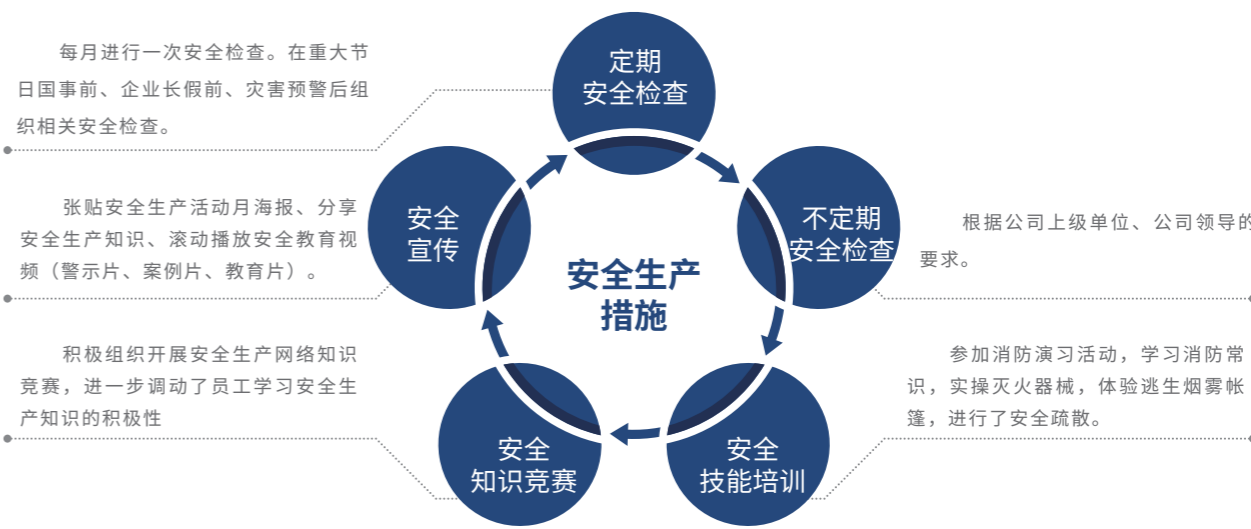 每月进行一次安全检查。在重大节
日国事前、企业长假前、灾害预警后组
织相关安全检查。
定期
安全检查
张贴安全生产活动月海报、分享
安全生产知识、滚动播放安全教育视
频（警示片、案例片、教育片）。
安全
宣传
不定期
安全检查
根据公司上级单位、公司领导的
要求。
安全生产
措施
积极组织开展安全生产网络知识
竞赛，进一步调动了员工学习安全生
产知识的积极性
参加消防演习活动，学习消防常
识，实操灭火器械，体验逃生烟雾帐
篷，进行了安全疏散。
安全
知识竞赛
安全
技能培训